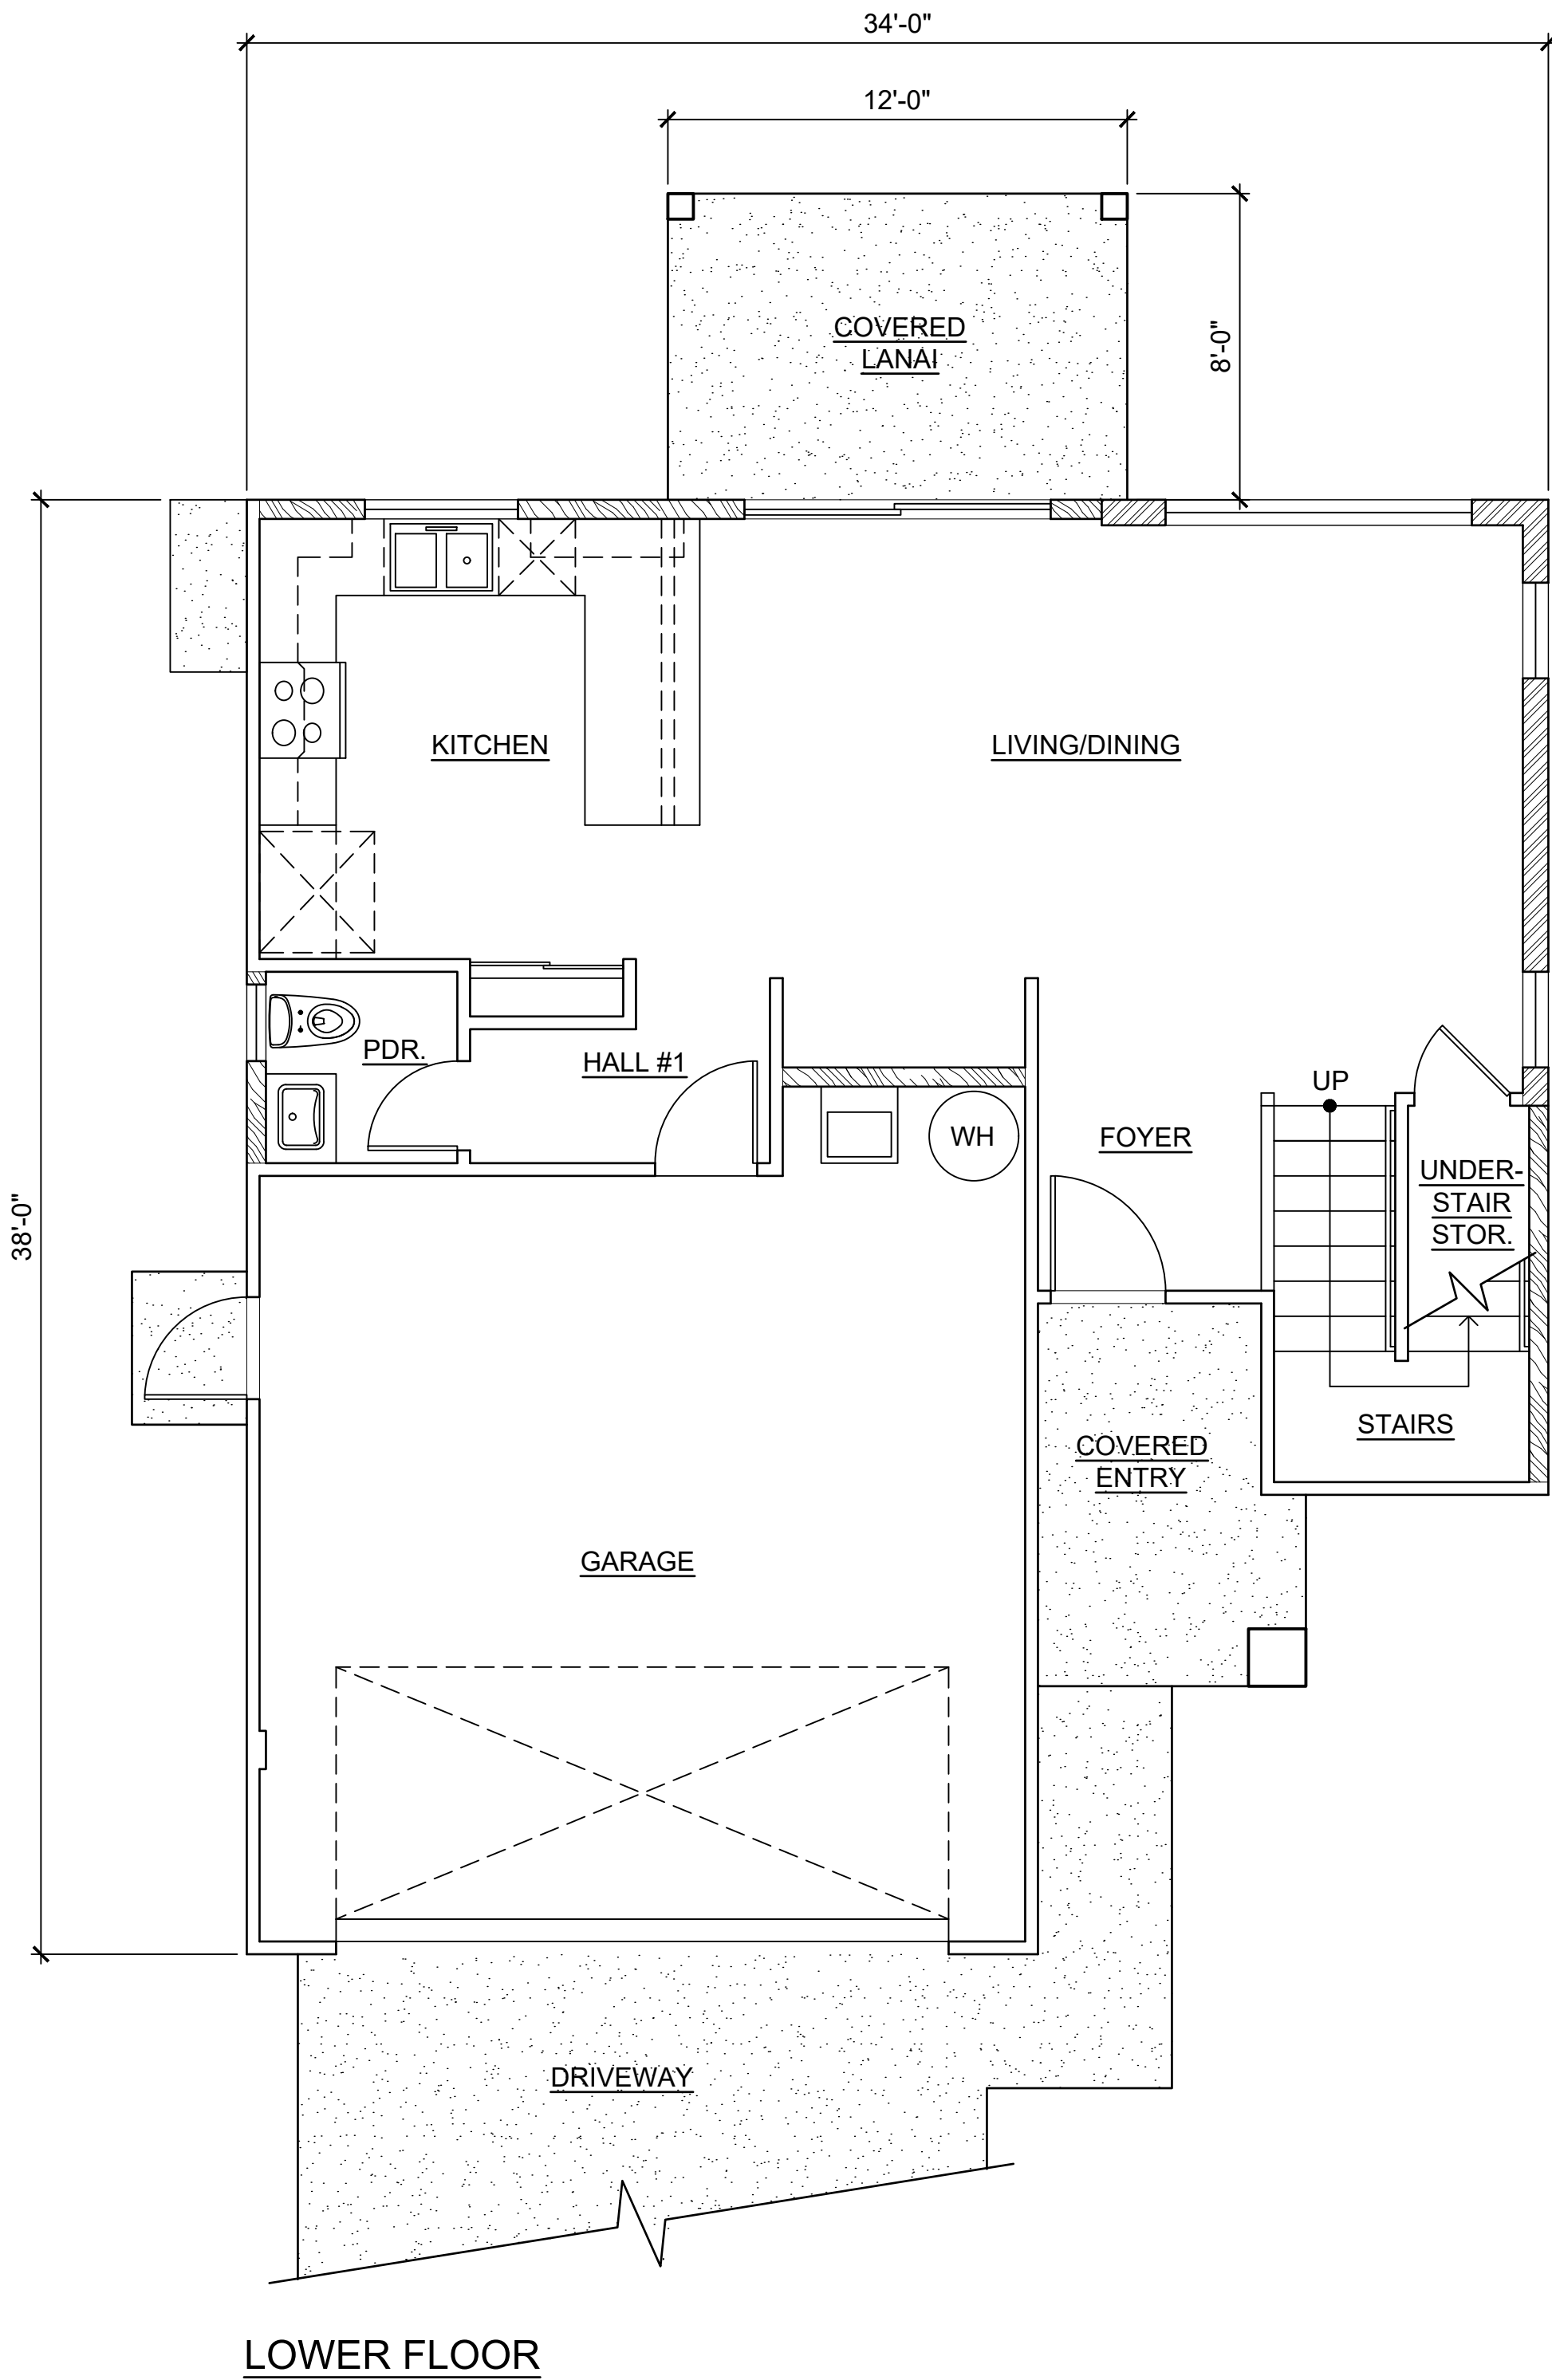 34'-0"
12'-0"
COVERED
LANAI
8'-0"
KITCHEN
LIVING/DINING
PDR.
HALL #1
UP
WH
FOYER
UNDER-
STAIR
STOR.
38'-0"
STAIRS
COVERED
ENTRY
GARAGE
DRIVEWAY
LOWER FLOOR